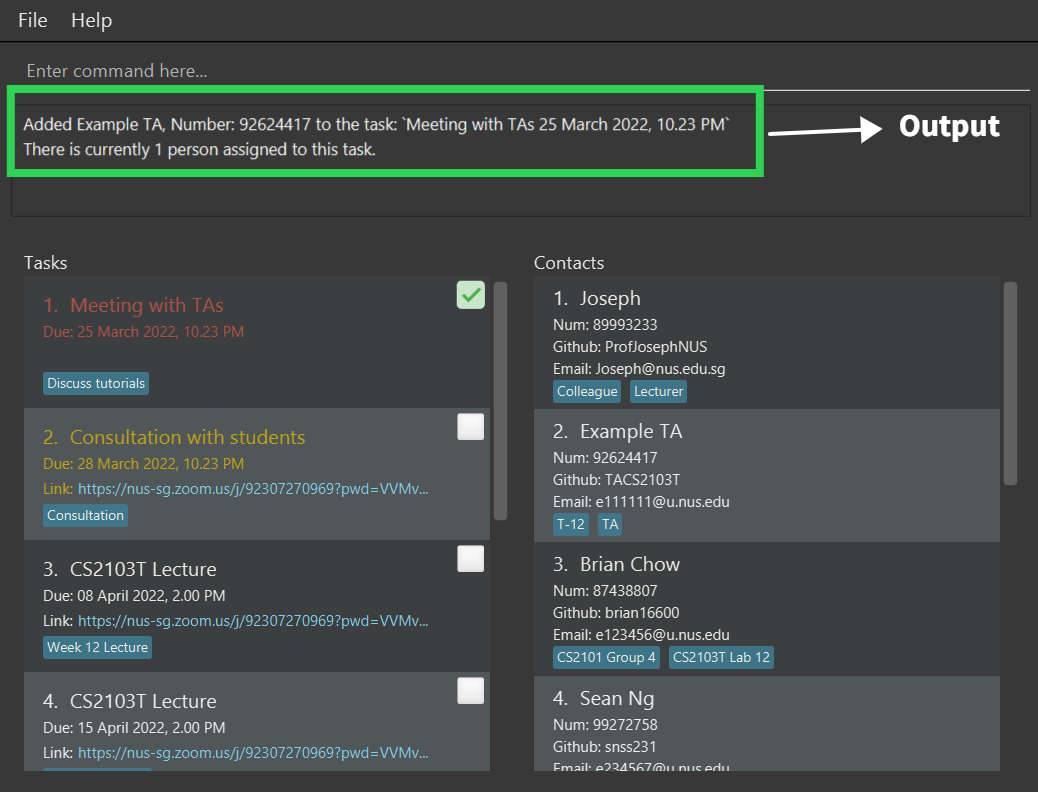 File Help
Enter command here...
Added Example TA, Number: 92624417 to the task: `Meeting with TAs 25 March 2022, 10.23 PM`
There is currently 1 person assigned to this task.
Output
Tasks
1. Meeting with TAs
Due: 25 March 2022, 10.23 PM
Discuss tutorials
2. Consultation with students
Due: 28 March 2022, 10.23 PM
Link: https://nus-sg.zoom.us/j/92307270969?pwd=VVMv...
Consultation
3. CS2103T Lecture
Due: 08 April 2022, 2.00 PM
Link: https://nus-sg.zoom.us/j/92307270969?pwd=VVMv...
Week 12 Lecture
4. CS2103T Lecture
Due: 15 April 2022, 2.00 PM
Link: https://nus-sg.zoom.us/j/92307270969?pwd=VVMv...
Contacts
1. Joseph
Num: 89993233
Github: ProfJosephNUS
Email: Joseph@nus.edu.sg
Colleague Lecturer
2. Example TA
Num: 92624417
Github: TACS2103T
Email: e111111@u.nus.edu
T-12 TA
3. Brian Chow
Num: 87438807
Github: brian16600
Email: e123456@u.nus.edu
CS2101 Group 4 CS2103T Lab 12
4. Sean Ng
Num: 99272758
Github: snss231
Email: e234567@u.nus.edu